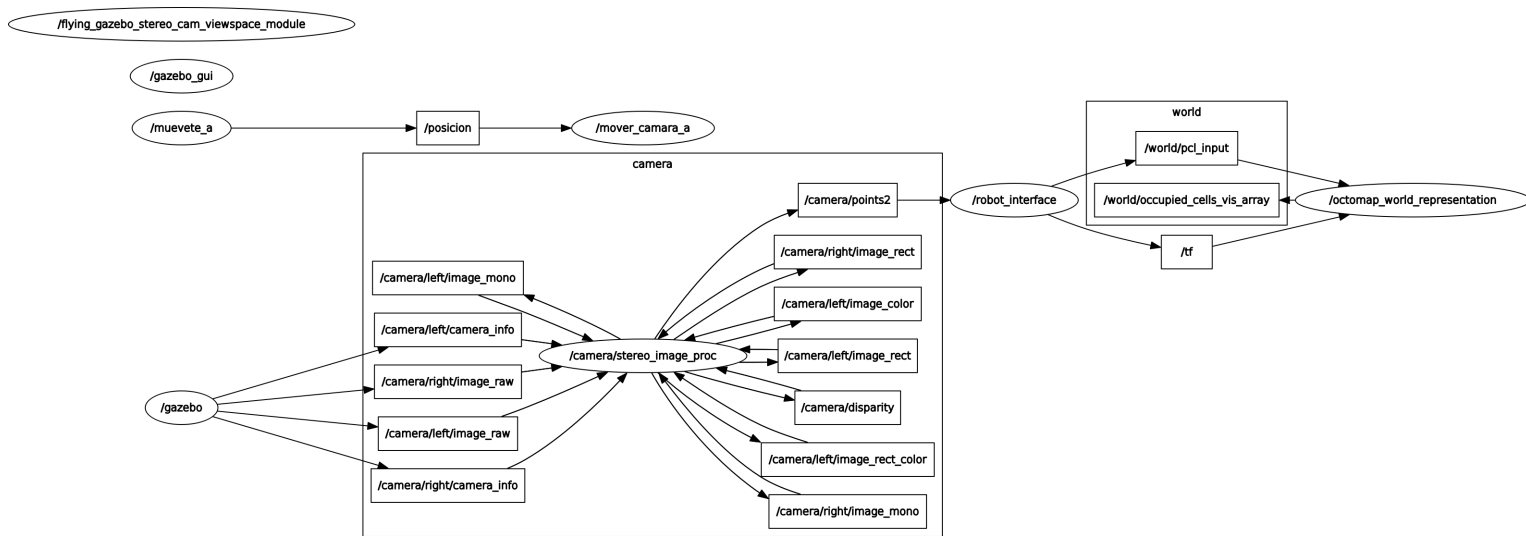 /flying_gazebo_stereo_cam_viewspace_module
/gazebo_gui
/muevete_a
/posicion
/mover_camara_a
camera
/camera/left/image_mono
/camera/left/camera_info
/camera/right/image_raw
/camera/left/image_raw
/camera/right/camera_info
/gazebo
/camera/stereo_image_proc
/camera/points2
/camera/right/image_rect
/camera/left/image_color
/camera/left/image_rect
/camera/disparity
/camera/left/image_rect_color
/camera/right/image_mono
/robot_interface
world
/world/pcl_input
/world/occupied_cells_vis_array
/tf
/octomap_world_representation